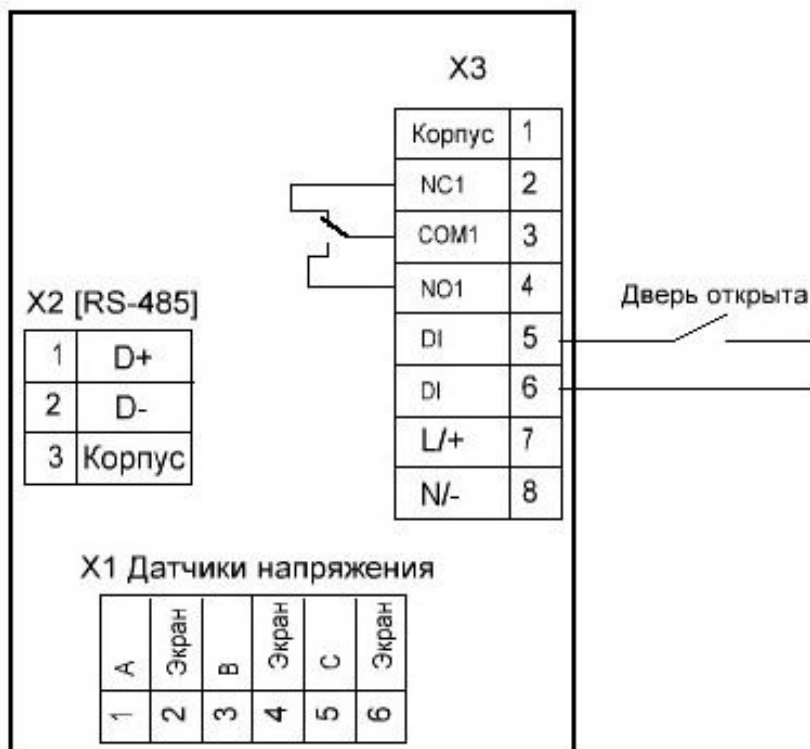 X3
Корпус 1
NC1 2
COM1 3
NO1 4
DI 5
DI 6
L/+ 7
N/- 8
Дверь открыта
X2 [RS-485]
1 D+
2 D-
3 Корпус
X1 Датчики напряжения
A Экран B Экран C Экран
1 2 3 4 5 6